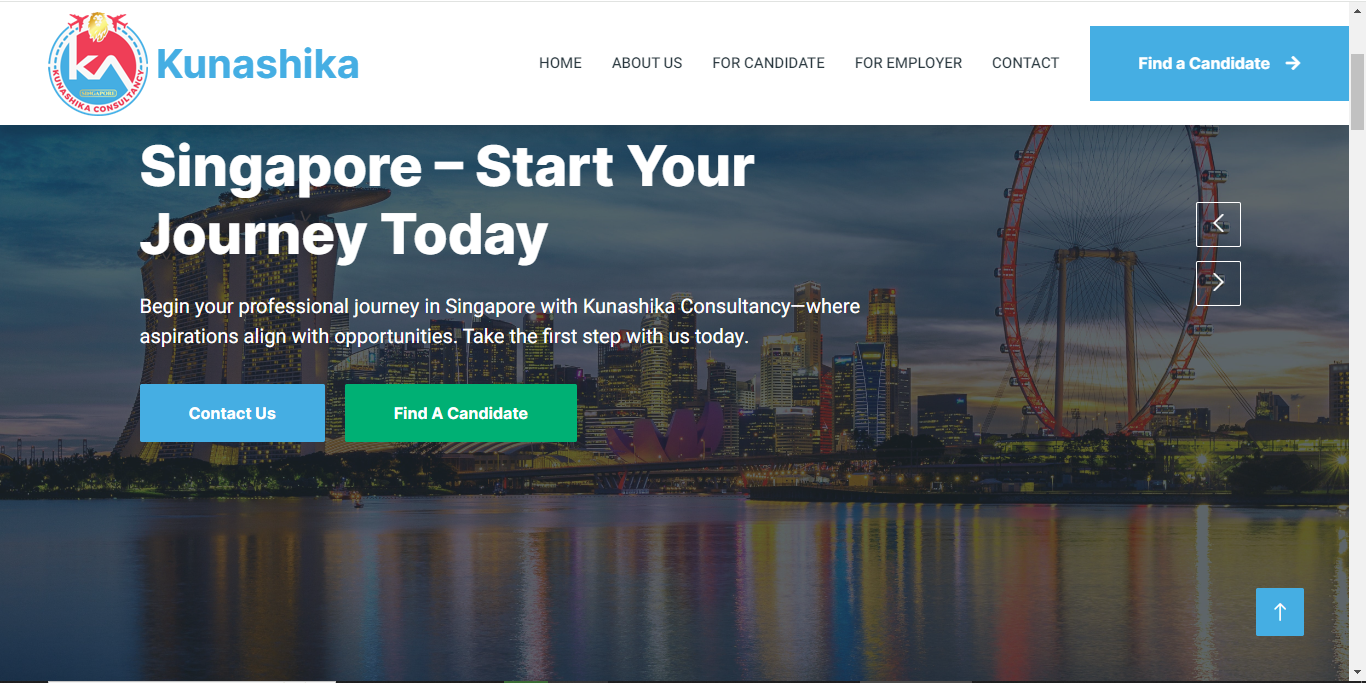 KA
SINGAPORE
KUNASHIKA CONSULTANCY
Kunashika
HOME
ABOUT US
FOR CANDIDATE
FOR EMPLOYER
CONTACT
Find a Candidate
Singapore – Start Your
Journey Today
Begin your professional journey in Singapore with Kunashika Consultancy—where
aspirations align with opportunities. Take the first step with us today.
Contact Us
Find A Candidate